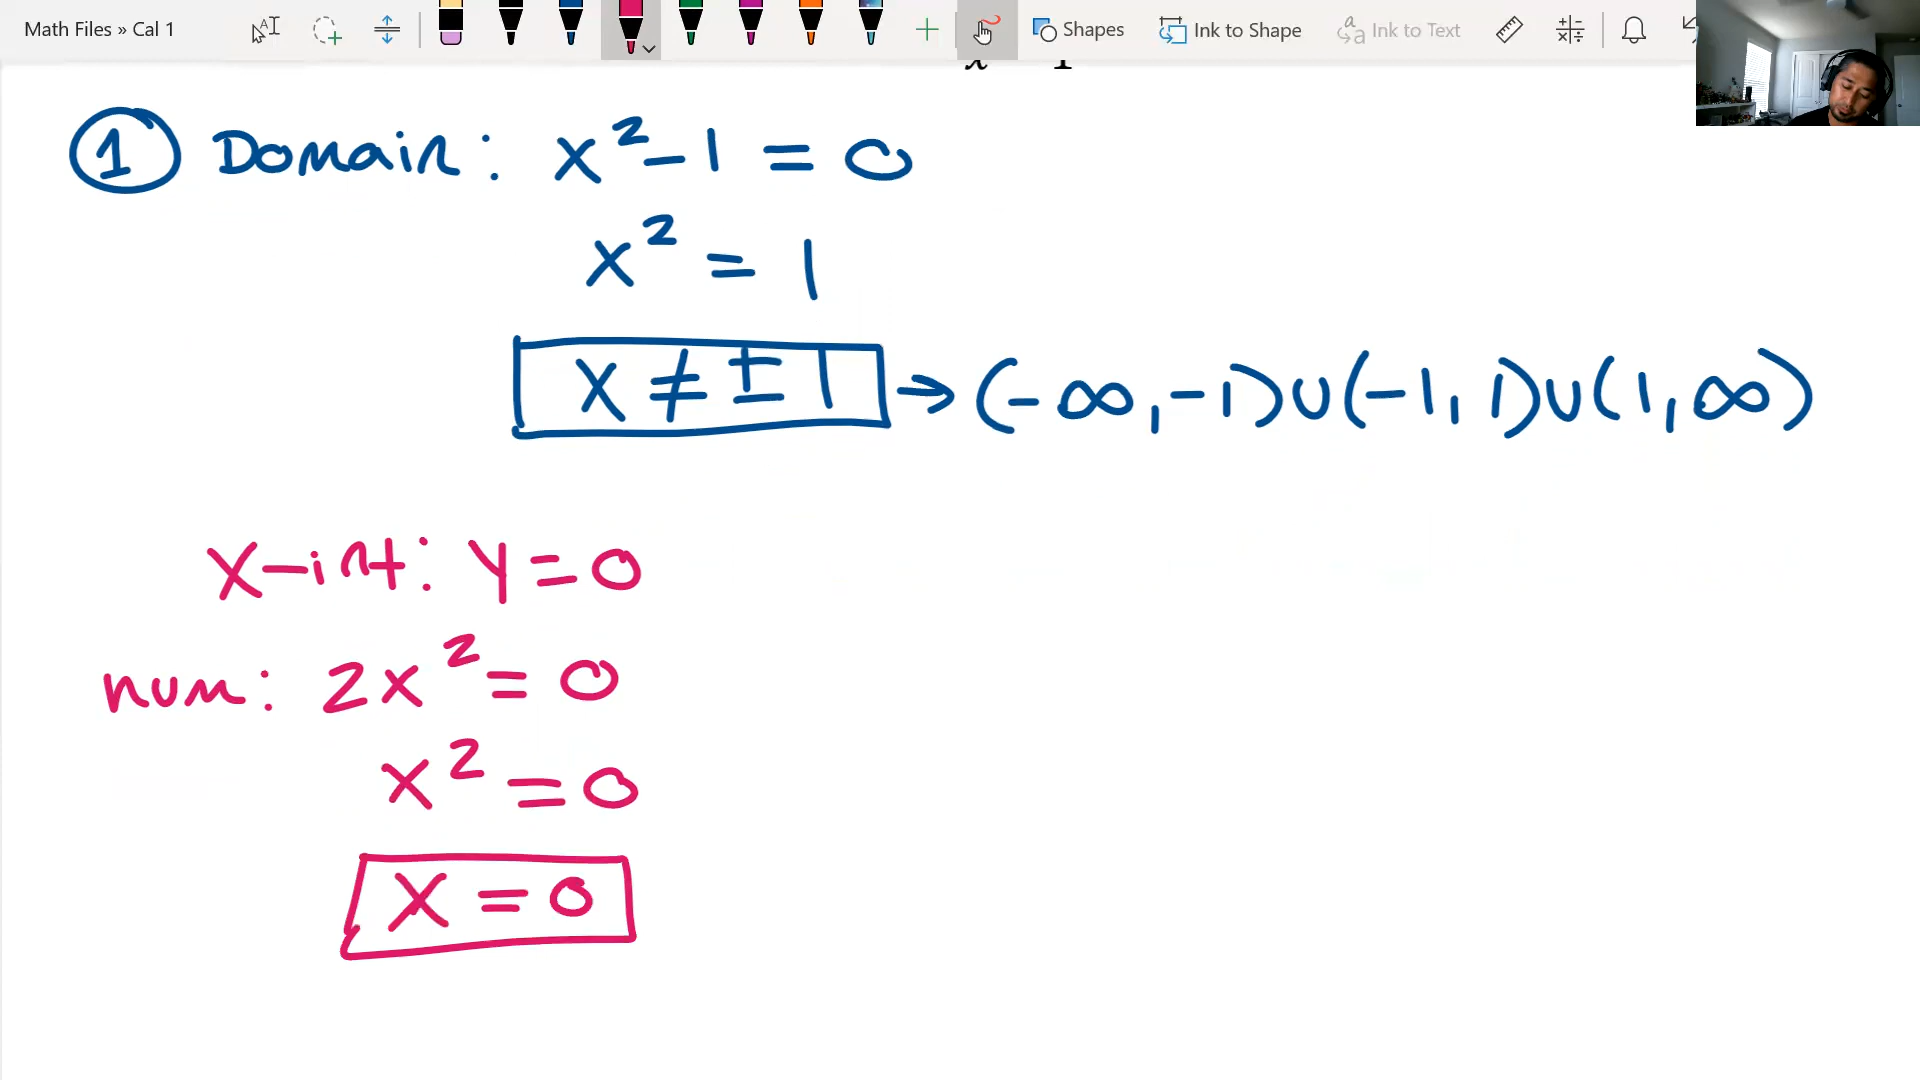 Math Files » Cal 1
Shapes
Ink to Shape
Ink to Text
① Domain: x² - 1 = 0
x² = 1
x ≠ ± 1 → (-∞, -1) ∪ (-1, 1) ∪ (1, ∞)
x-int: y = 0
num: 2x² = 0
x² = 0
x = 0